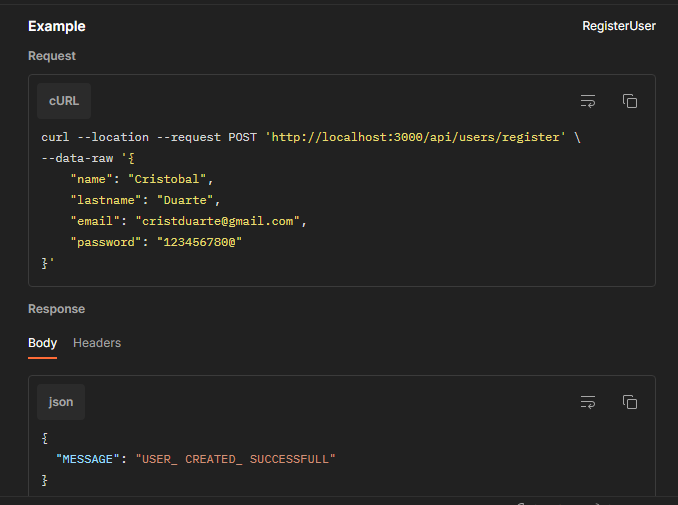 Example RegisterUser
Request
cURL
curl --location --request POST 'http://localhost:3000/api/users/register' \
--data-raw '{
    "name": "Cristobal",
    "lastname": "Duarte",
    "email": "cristduarte@gmail.com",
    "password": "123456780@"
}'
Response
Body Headers
json
{
  "MESSAGE": "USER_ CREATED_ SUCCESSFULL"
}